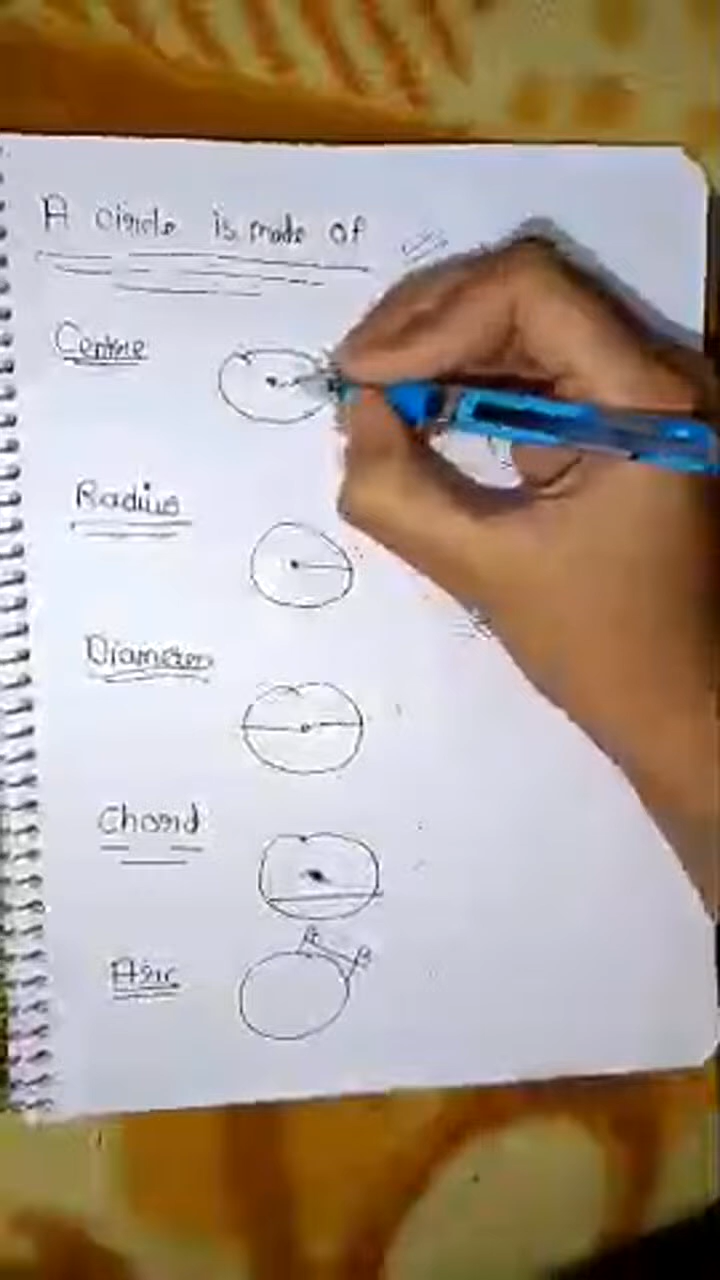 A circle is made of
Centre
Radius
Diameter
Chord
Arc
A B